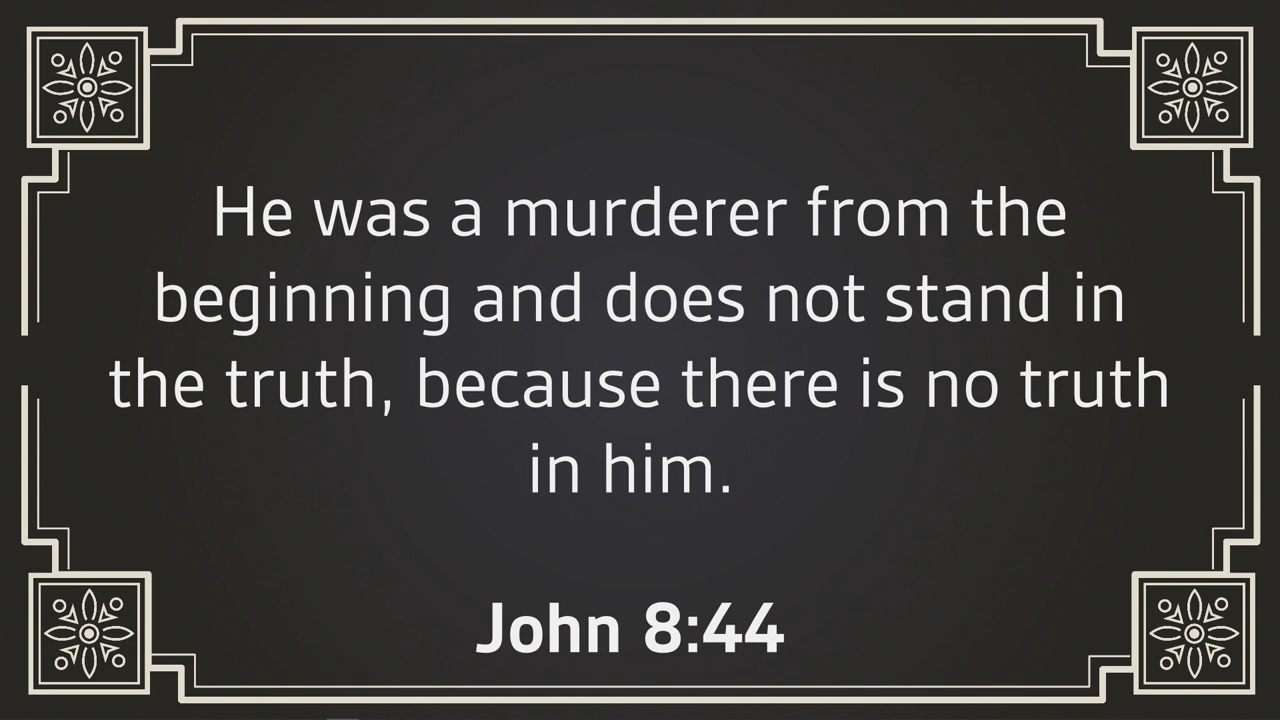 He was a murderer from the
beginning and does not stand in
the truth, because there is no truth
in him.
John 8:44